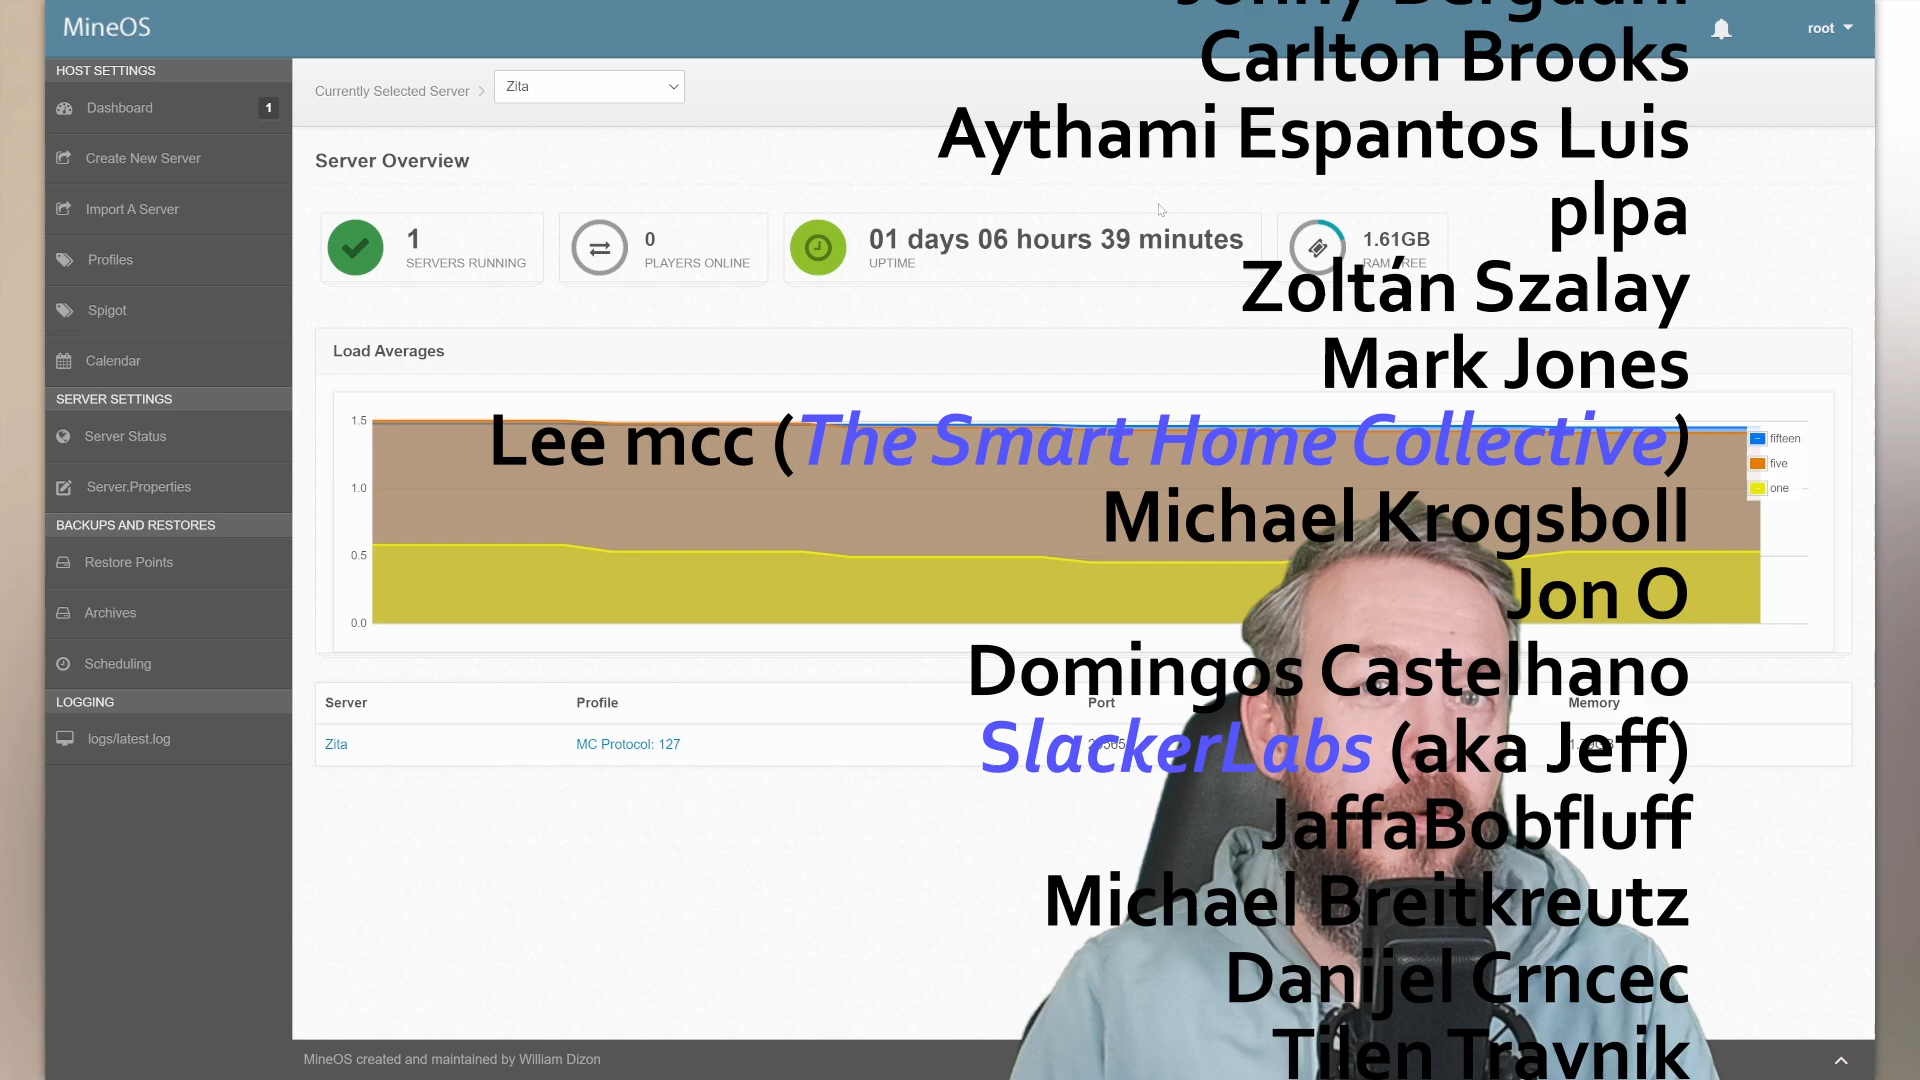 MineOS
root
HOST SETTINGS
Dashboard
1
Create New Server
Import A Server
Profiles
Spigot
Calendar
SERVER SETTINGS
Server Status
Server.Properties
BACKUPS AND RESTORES
Restore Points
Archives
Scheduling
LOGGING
logs/latest.log
Currently Selected Server
Zita
Server Overview
1
SERVERS RUNNING
0
PLAYERS ONLINE
01 days 06 hours 39 minutes
UPTIME
1.61GB
RAM FREE
Load Averages
1.5
1.0
0.5
0.0
fifteen
five
one
Server Profile Port Memory
Zita MC Protocol: 127
MineOS created and maintained by William Dizon
Carlton Brooks
Aythami Espantos Luis
plpa
Zoltán Szalay
Mark Jones
Lee mcc (The Smart Home Collective)
Michael Krogsboll
Jon O
Domingos Castelhano
SlackerLabs (aka Jeff)
JaffaBobfluff
Michael Breitkreutz
Danijel Crncec
Tilen Travnik